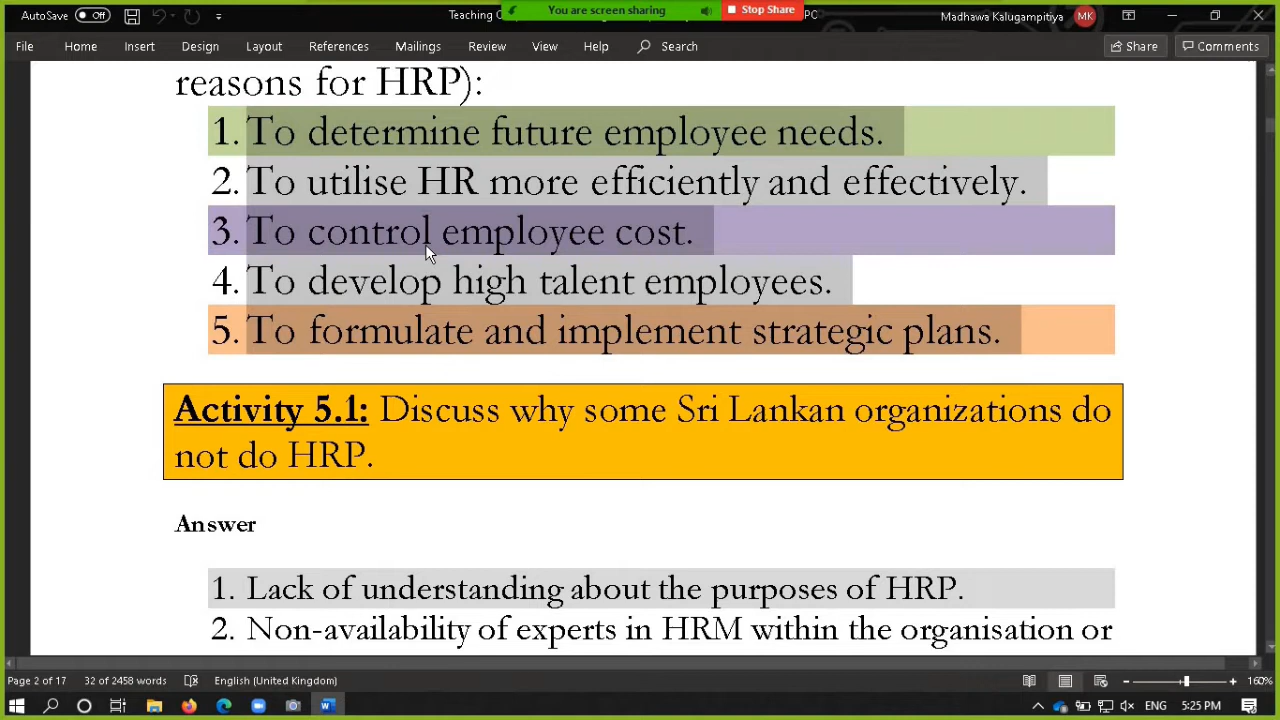 Teaching
You are screen sharing
Stop Share
AutoSave Off
PC
Madhawa Kalugampitiya MK
File Home Insert Design Layout References Mailings Review View Help Search Share Comments
reasons for HRP):
1. To determine future employee needs.
2. To utilise HR more efficiently and effectively.
3. To control employee cost.
4. To develop high talent employees.
5. To formulate and implement strategic plans.
Activity 5.1: Discuss why some Sri Lankan organizations do
not do HRP.
Answer
1. Lack of understanding about the purposes of HRP.
2. Non-availability of experts in HRM within the organisation or
Page 2 of 17 32 of 2458 words English (United Kingdom) 160%
ENG 5:25 PM